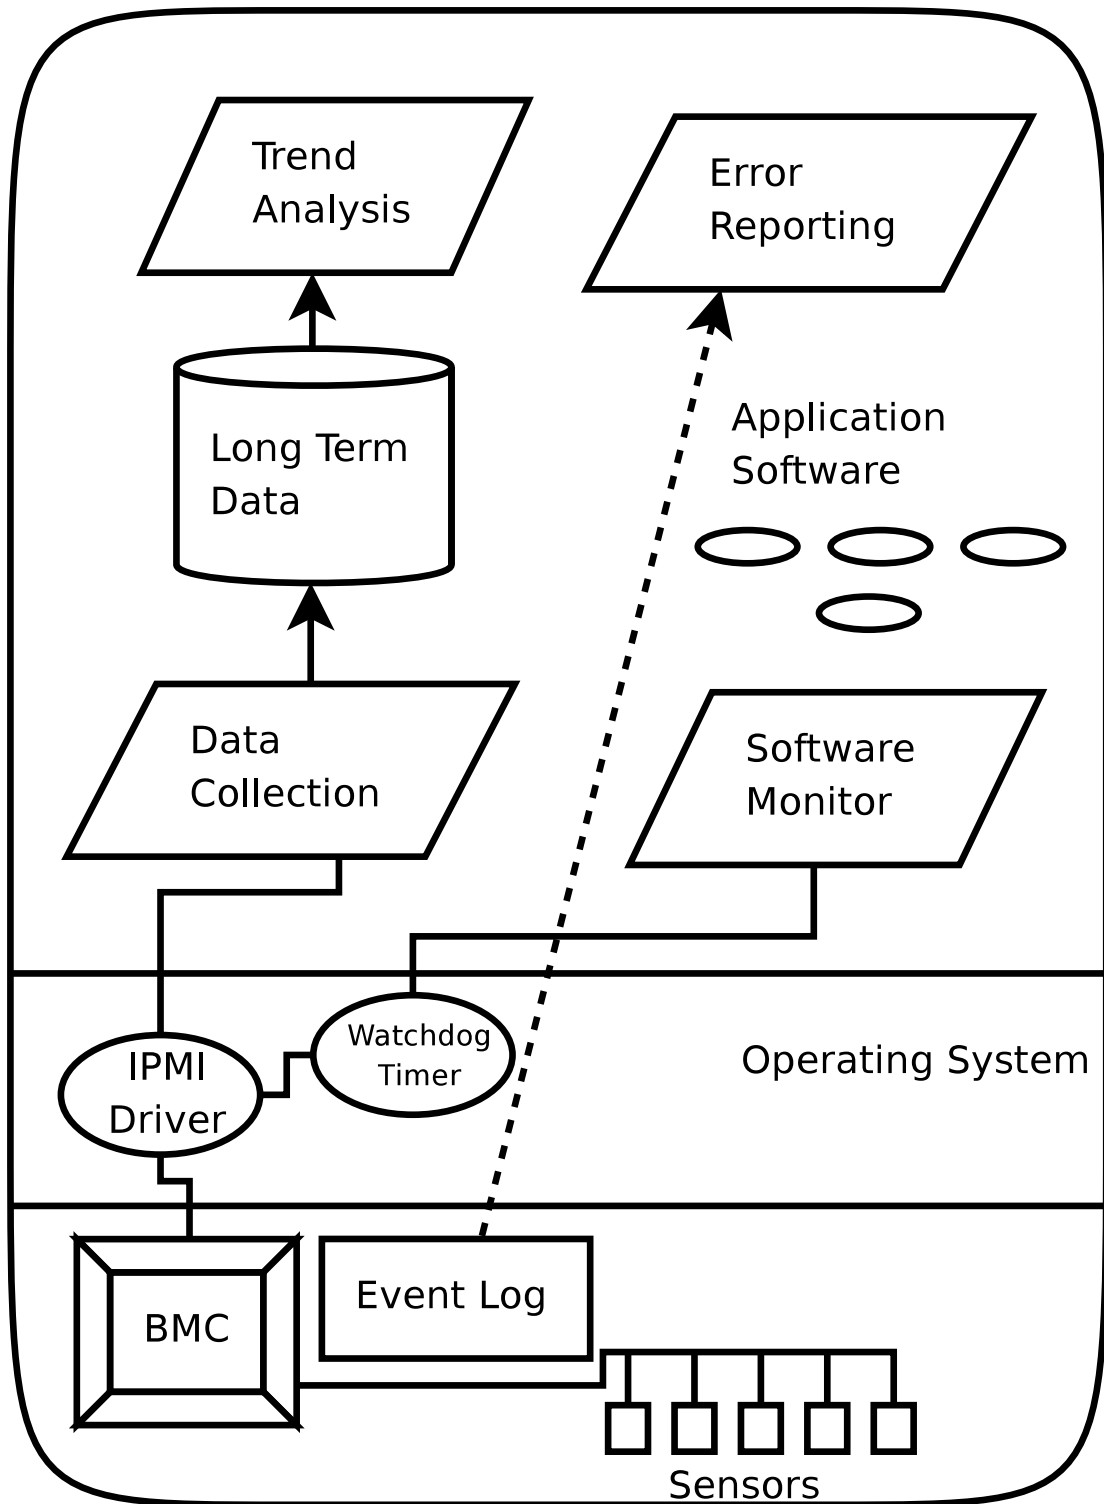 Trend
Analysis
Error
Reporting
Long Term
Data
Application
Software
Data
Collection
Software
Monitor
IPMI
Driver
Watchdog
Timer
Operating System
BMC
Event Log
Sensors